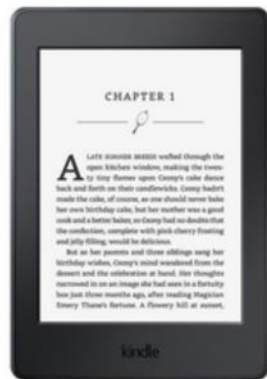 CHAPTER 1
A LATE SUMMER BREEZE wafted through the
open kitchen window, making the twen-
ty tiny flames upon Ceony's cake dance
back and forth on their candlewicks. Ceony hadn't
made the cake, of course, as one should never bake
her own birthday cake, but her mother was a good
cook and a better baker, so Ceony had no doubts that
the confection, complete with pink cherry frosting
and jelly filling, would be delicious.
But as her parents and three siblings sang her
birthday wishes, Ceony's mind wandered from the
dessert and the celebration at hand. Her thoughts
narrowed in on an image she had seen in a fortuity
box just three months ago, after reading Magician
Emery Thane's fortune. A flowery hill at sunset,
kindle